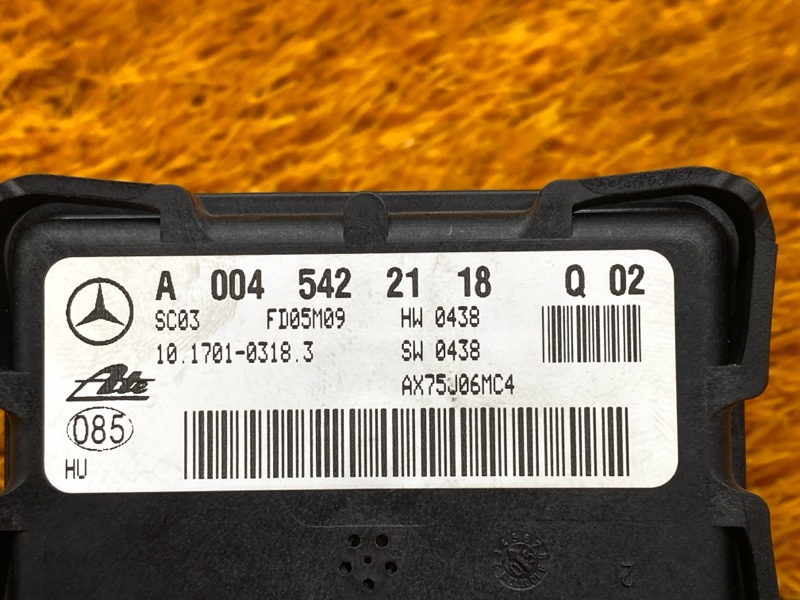 A 004 542 21 18 Q 02
SC03 FD05M09 HW 0438
10.1701-0318.3 SW 0438
Ate AX75J06MC4
085
HU
2